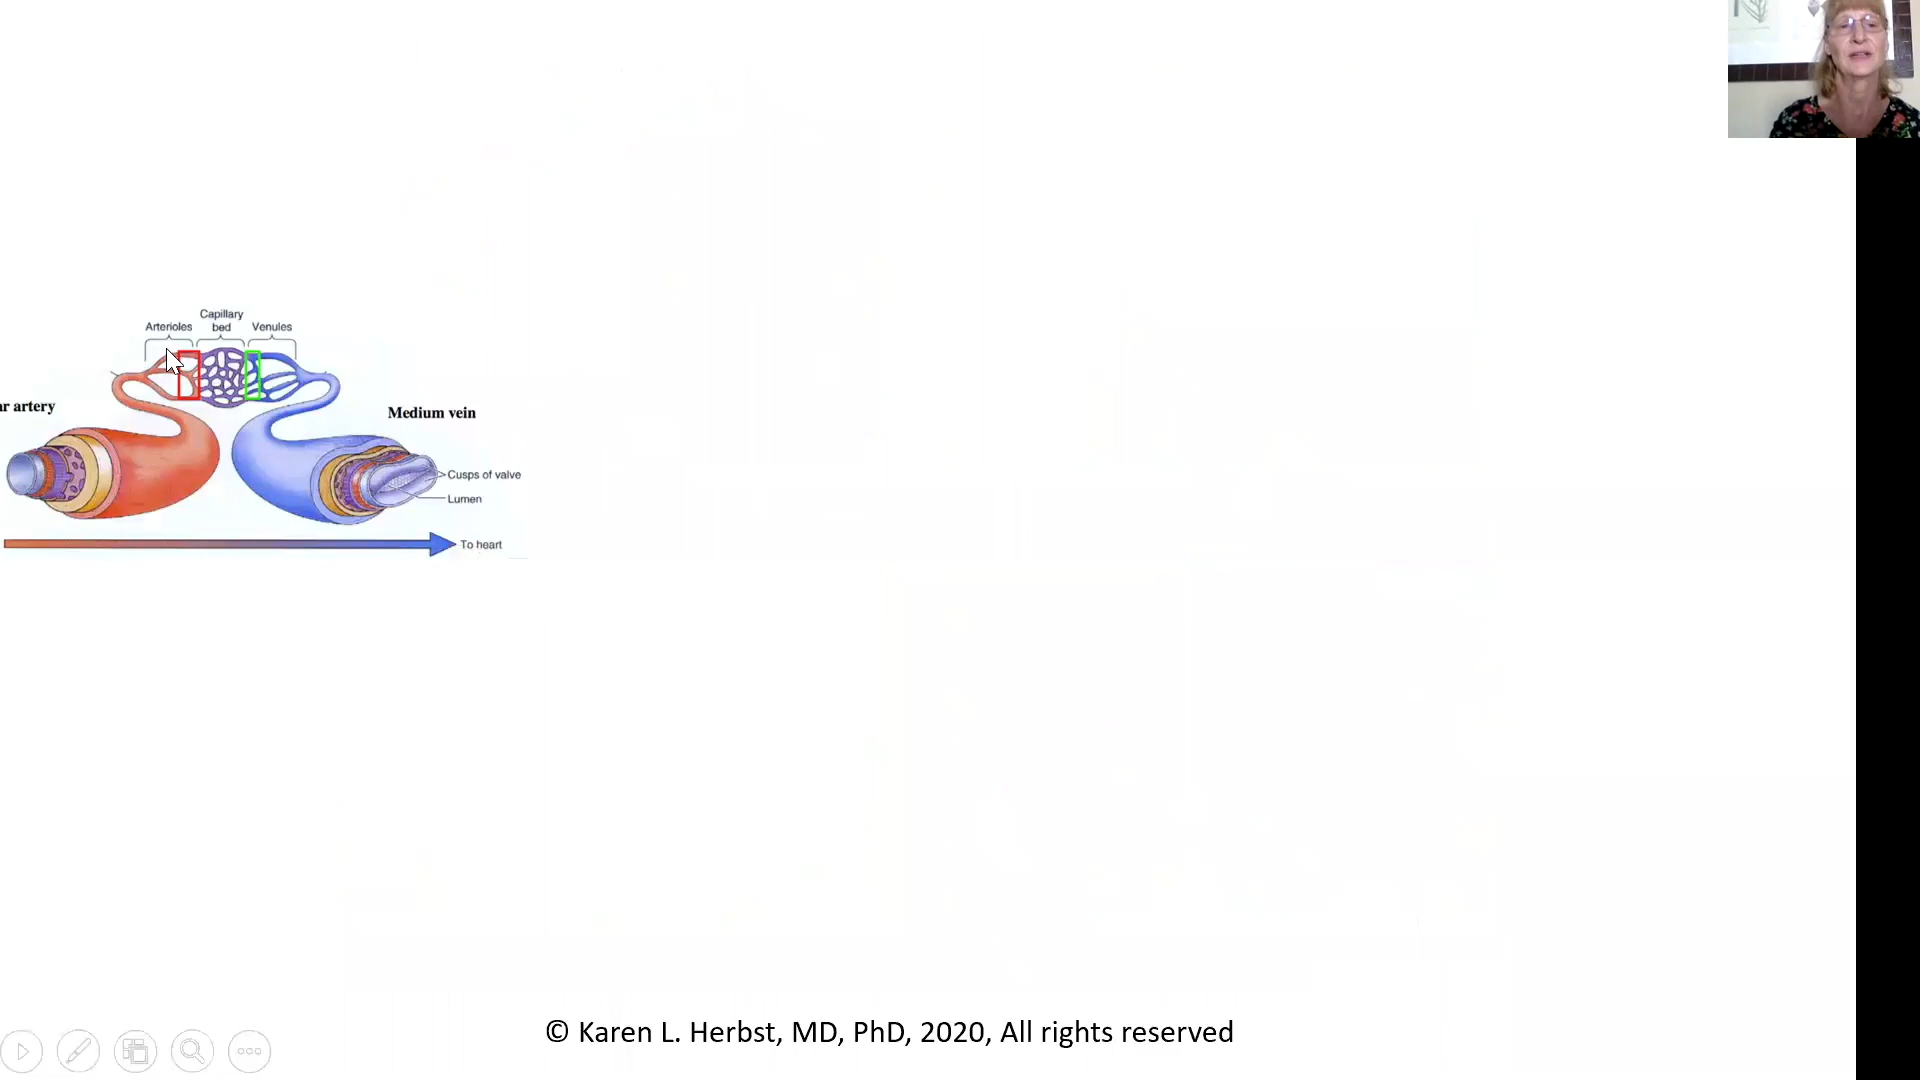 Capillary
Arterioles bed Venules
ar artery
Medium vein
Cusps of valve
Lumen
To heart
© Karen L. Herbst, MD, PhD, 2020, All rights reserved